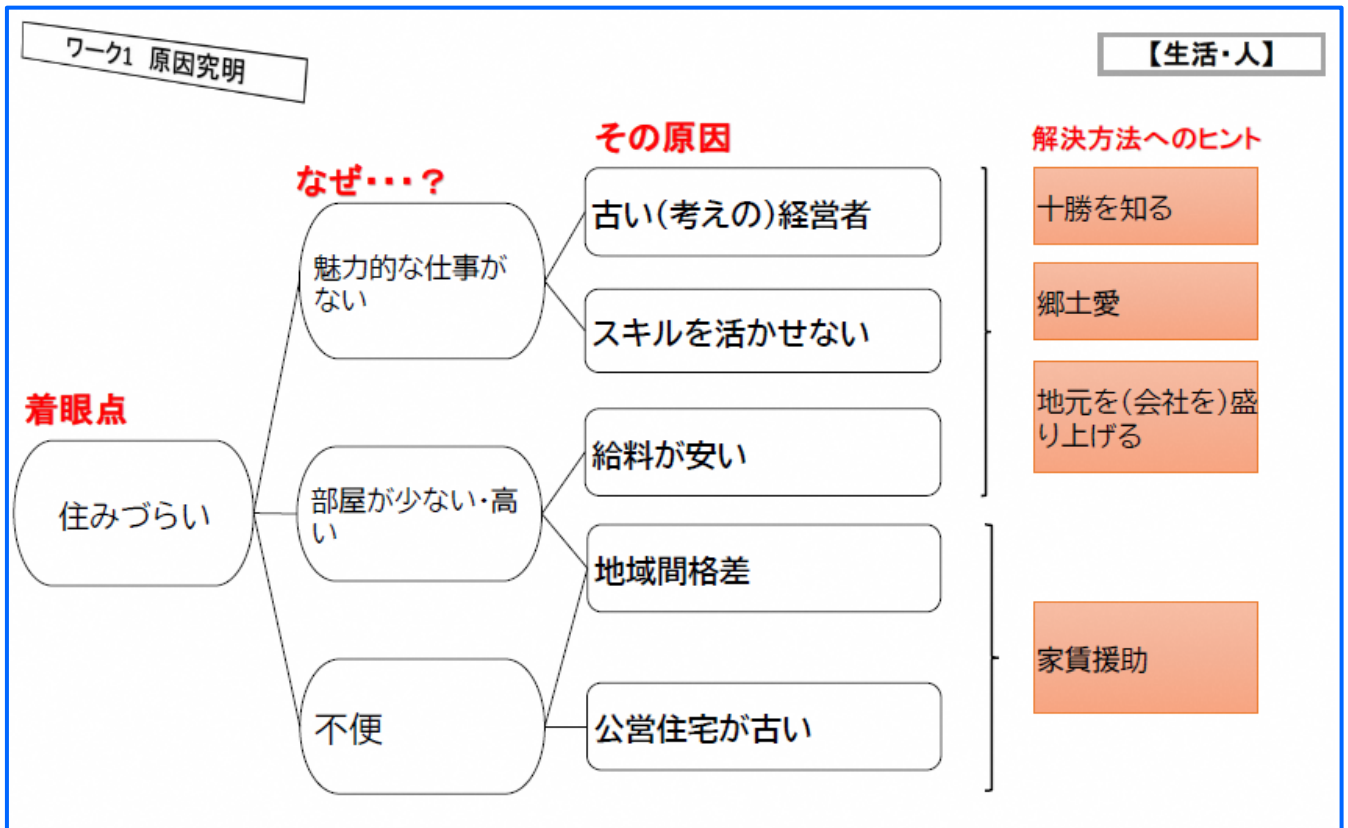 ワーク1 原因究明
【生活・人】
着眼点
住みづらい
なぜ・・・？
魅力的な仕事が
ない
部屋が少ない・高
い
不便
その原因
古い（考えの）経営者
スキルを活かせない
給料が安い
地域間格差
公営住宅が古い
解決方法へのヒント
十勝を知る
郷土愛
地元を（会社を）盛
り上げる
家賃援助